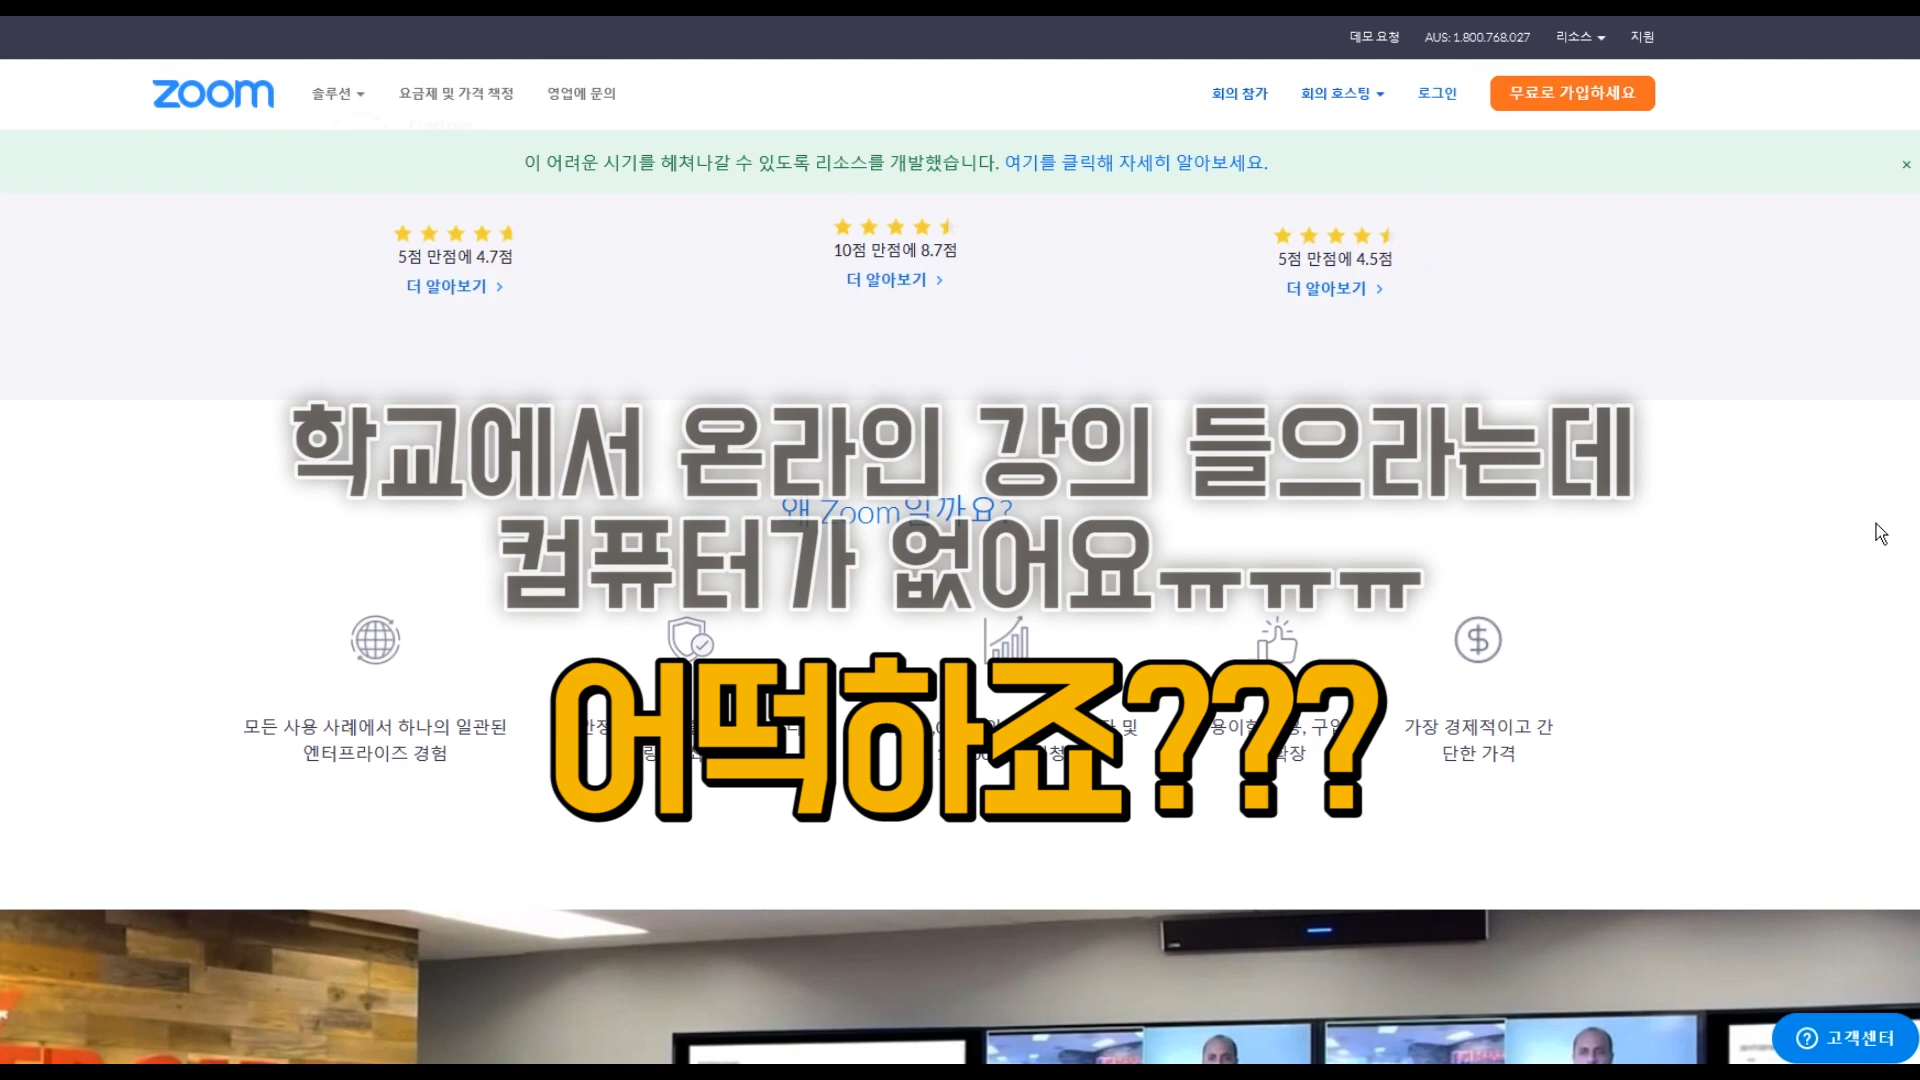 데모 요청 AUS: 1.800.768.027 리소스 지원
zoom 솔루션 요금제 및 가격 책정 영업에 문의 회의 참가 회의 호스팅 로그인 무료로 가입하세요
이 어려운 시기를 헤쳐나갈 수 있도록 리소스를 개발했습니다. 여기를 클릭해 자세히 알아보세요. ×
5점 만점에 4.7점
더 알아보기 >
10점 만점에 8.7점
더 알아보기 >
5점 만점에 4.5점
더 알아보기 >
학교에서 온라인 강의 들으라는데
왜 Zoom일까요?
컴퓨터가 없어요ㅠㅠㅠ
어떡하죠???
모든 사용 사례에서 하나의 일관된
엔터프라이즈 경험
가장 경제적이고 간
단한 가격
고객센터